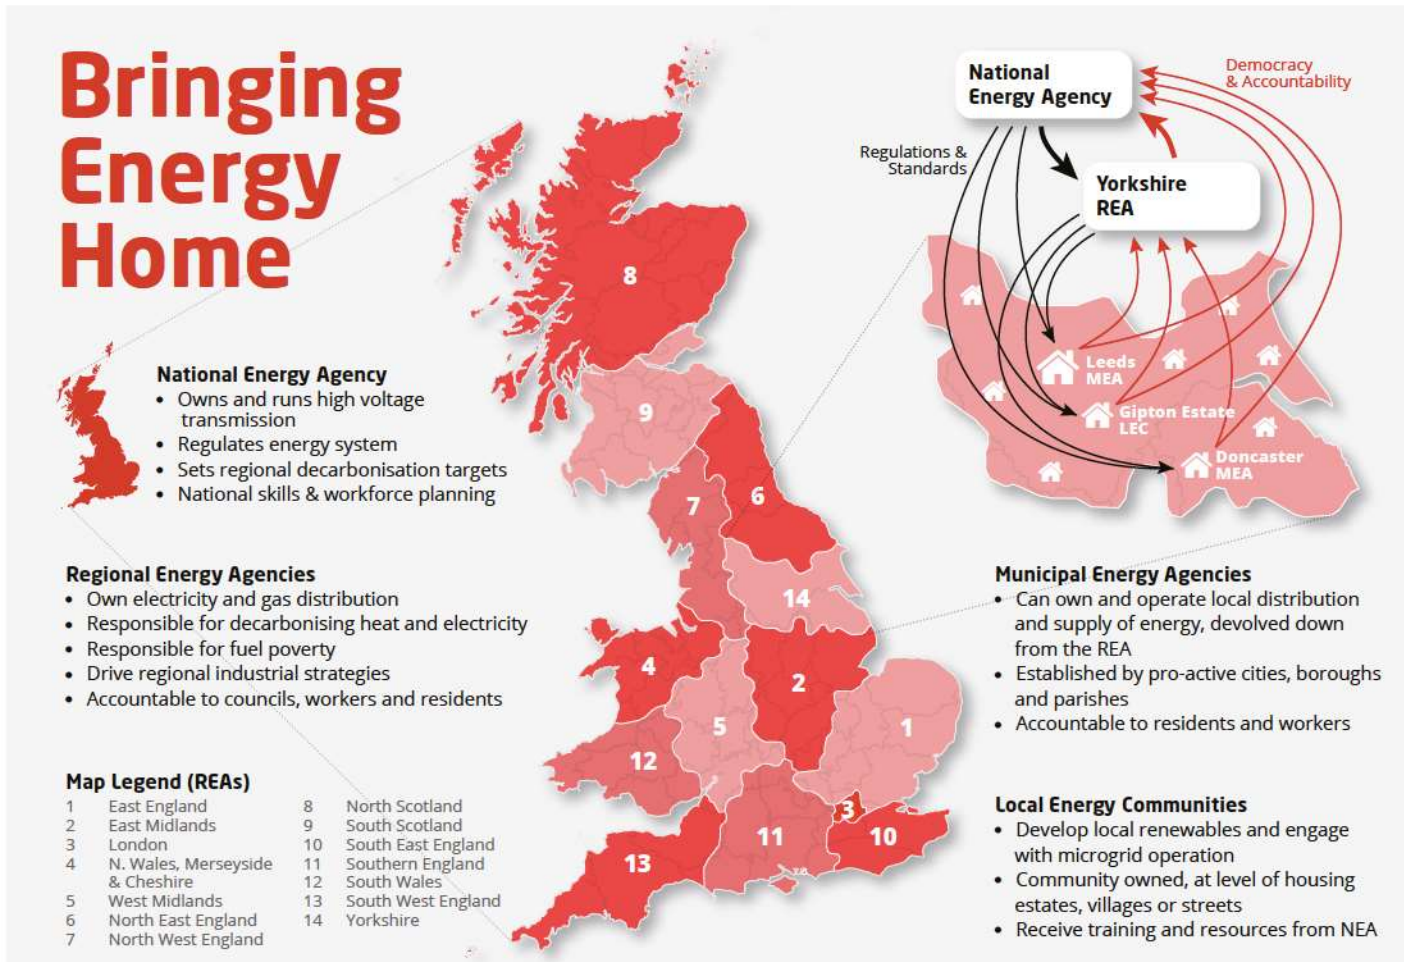 Bringing
Energy
Home
National Energy Agency
• Owns and runs high voltage
transmission
• Regulates energy system
• Sets regional decarbonisation targets
• National skills & workforce planning
Regional Energy Agencies
• Own electricity and gas distribution
• Responsible for decarbonising heat and electricity
• Responsible for fuel poverty
• Drive regional industrial strategies
• Accountable to councils, workers and residents
Map Legend (REAs)
1 East England
2 East Midlands
3 London
4 N. Wales, Merseyside
& Cheshire
5 West Midlands
6 North East England
7 North West England
8 North Scotland
9 South Scotland
10 South East England
11 Southern England
12 South Wales
13 South West England
14 Yorkshire
8
9
6
7
14
4
2
5
1
12
3
11
10
13
National
Energy Agency
Democracy
& Accountability
Regulations &
Standards
Yorkshire
REA
Leeds
MEA
Gipton Estate
LEC
Doncaster
MEA
Municipal Energy Agencies
• Can own and operate local distribution
and supply of energy, devolved down
from the REA
• Established by pro-active cities, boroughs
and parishes
• Accountable to residents and workers
Local Energy Communities
• Develop local renewables and engage
with microgrid operation
• Community owned, at level of housing
estates, villages or streets
• Receive training and resources from NEA